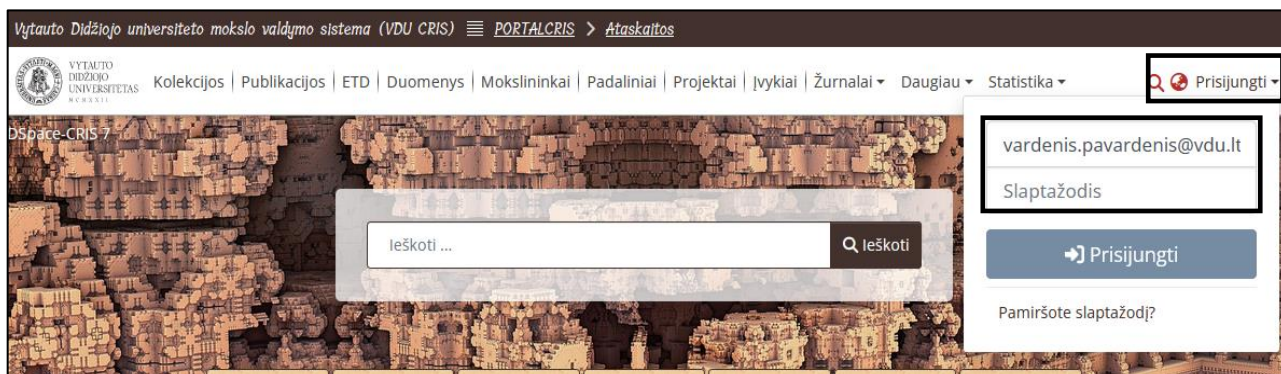 Vytauto Didžiojo universiteto mokslo valdymo sistema (VDU CRIS) PORTALCRIS > Ataskaitos
VYTAUTO
DIDŽIOJO
UNIVERSITETAS
MCMXXII
Kolekcijos | Publikacijos | ETD | Duomenys | Mokslininkai | Padaliniai | Projektai | Įvykiai | Žurnalai Daugiau Statistika Prisijungti
DSpace-CRIS 7
vardenis.pavardenis@vdu.lt
Slaptažodis
Ieškoti ... Ieškoti
Prisijungti
Pamiršote slaptažodį?